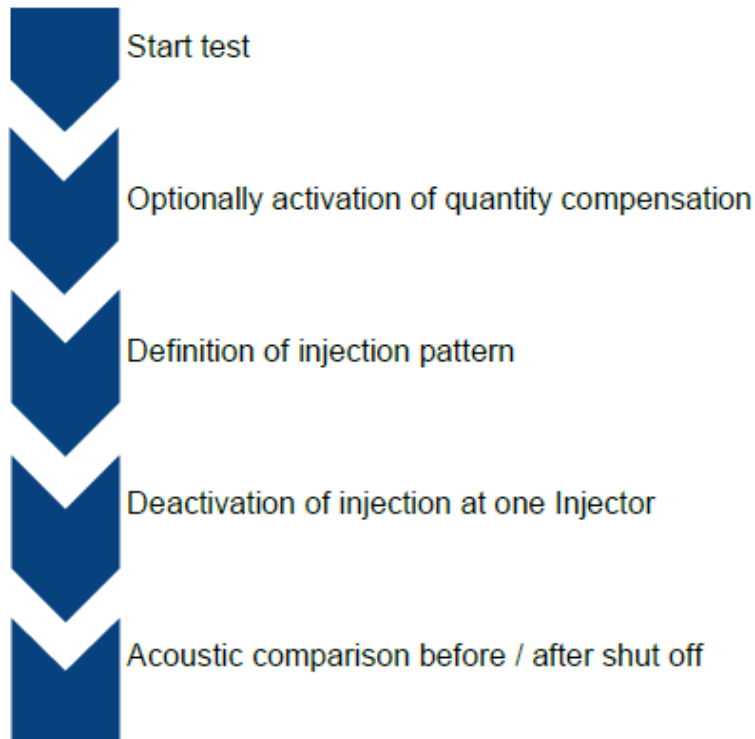 Start test
Optionally activation of quantity compensation
Definition of injection pattern
Deactivation of injection at one Injector
Acoustic comparison before / after shut off